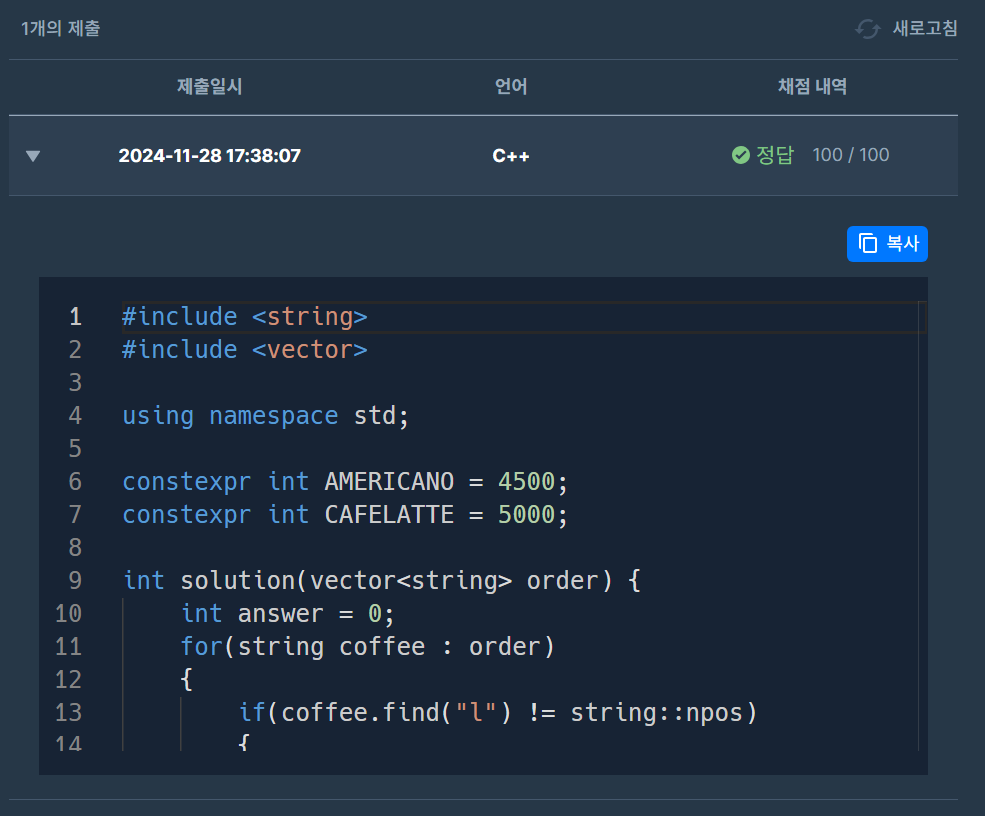 1개의 제출 새로고침
제출일시 언어 채점 내역
2024-11-28 17:38:07 C++ 정답 100 / 100
복사
1 #include <string>
2 #include <vector>
3
4 using namespace std;
5
6 constexpr int AMERICANO = 4500;
7 constexpr int CAFELATTE = 5000;
8
9 int solution(vector<string> order) {
10     int answer = 0;
11     for(string coffee : order)
12     {
13         if(coffee.find("l") != string::npos)
14         {